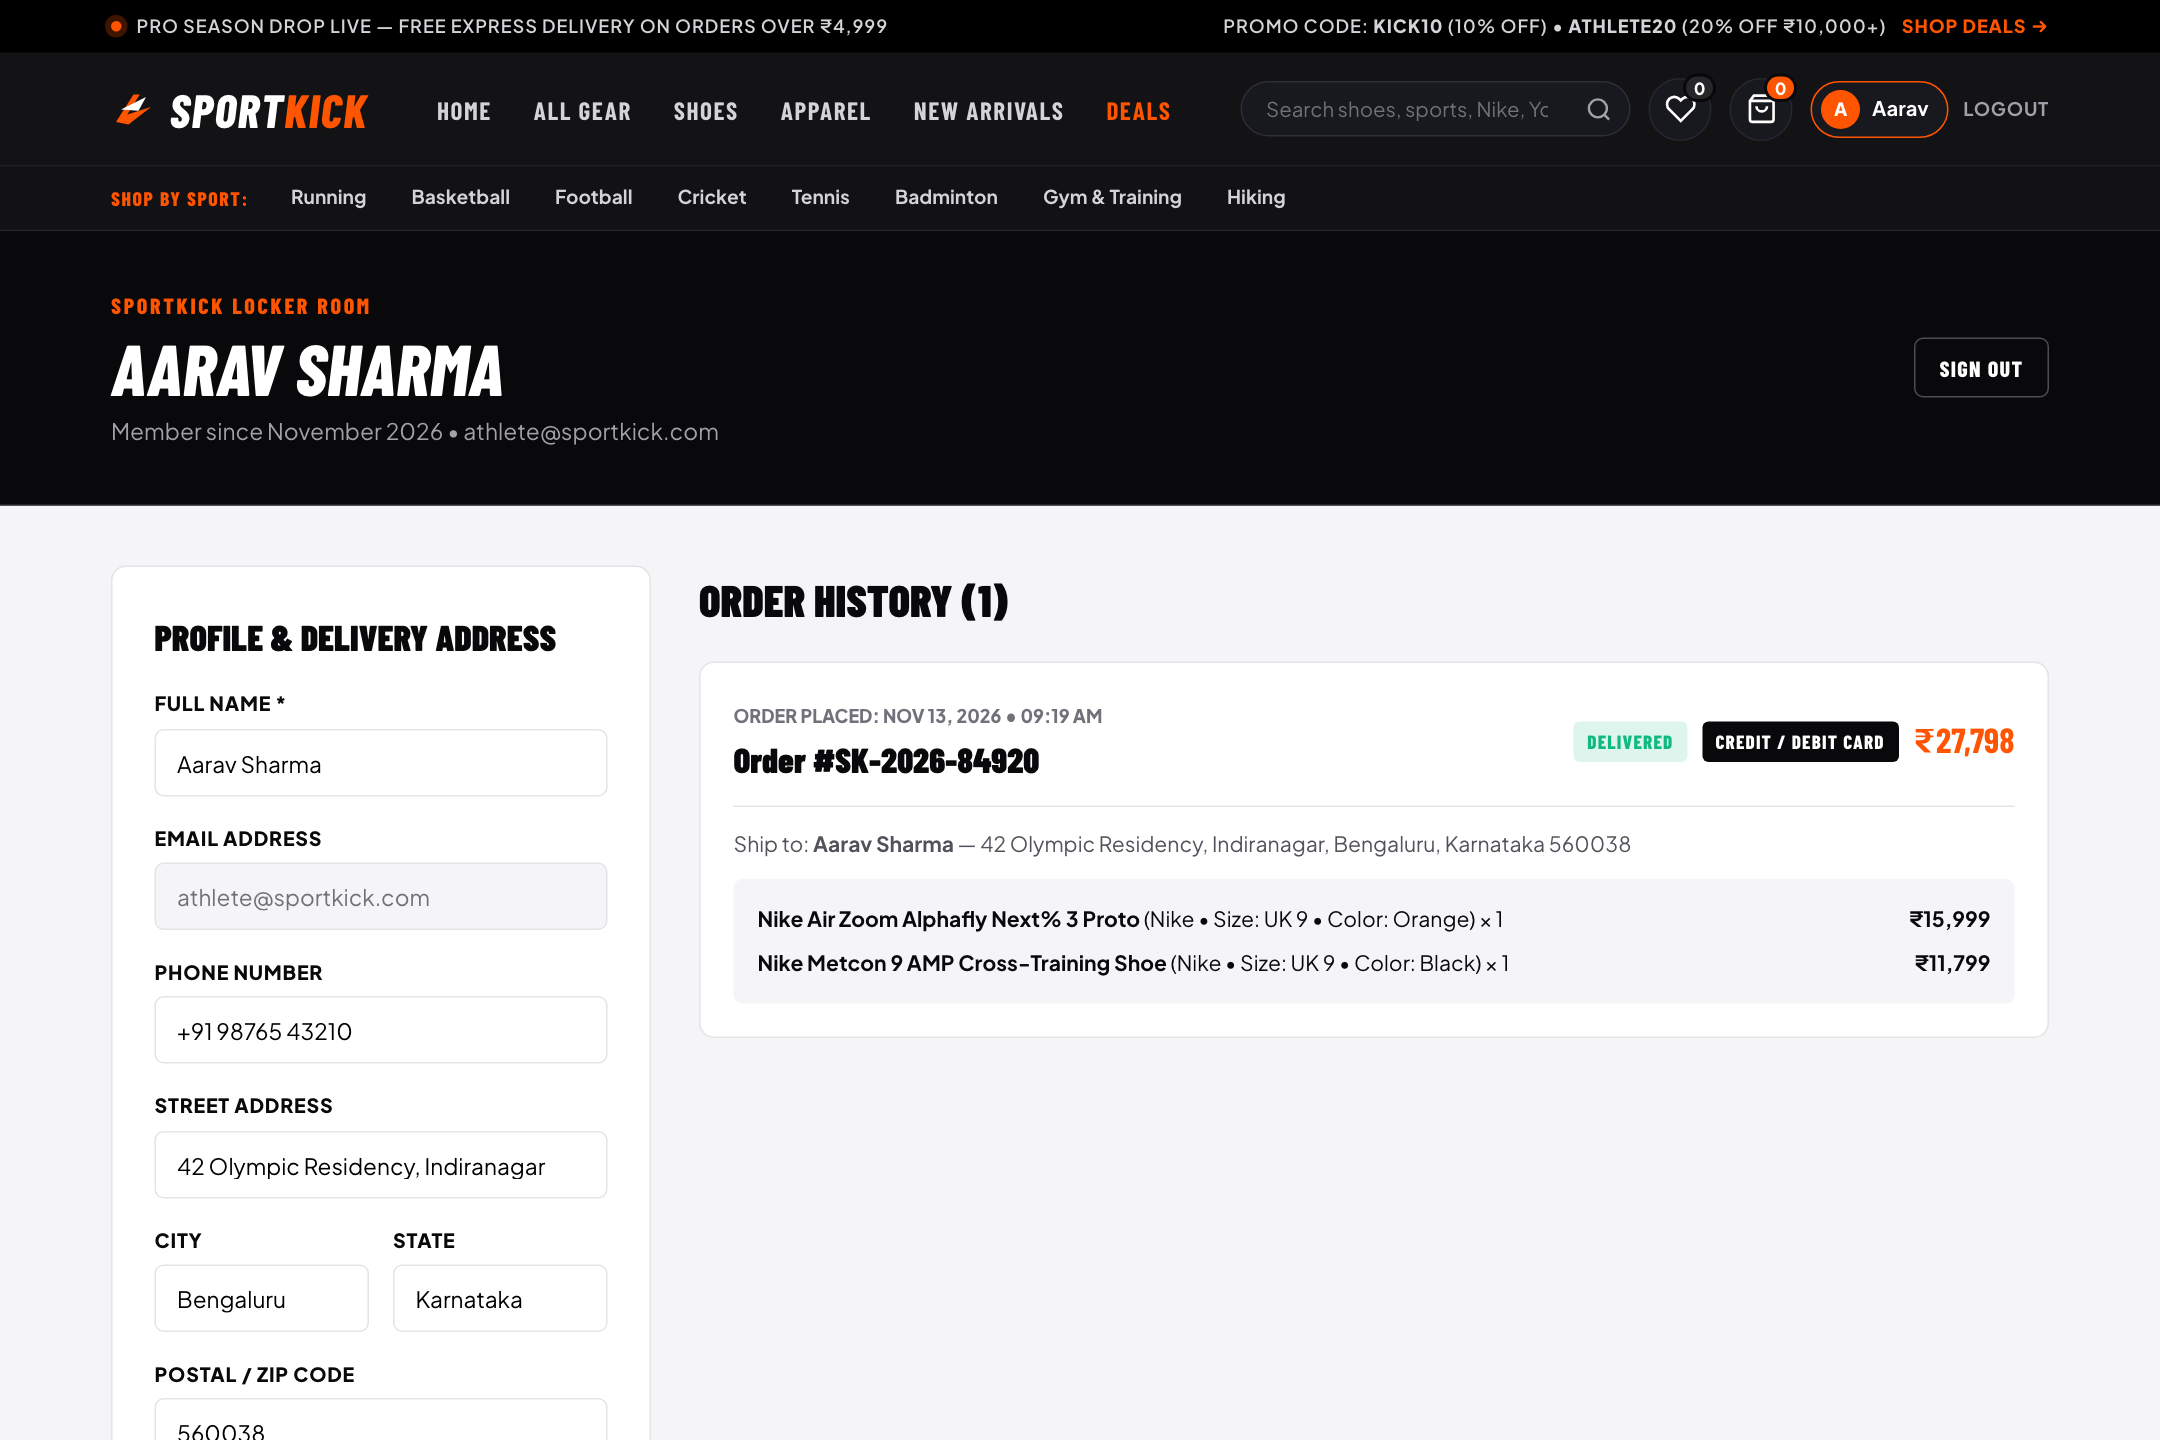 PRO SEASON DROP LIVE — FREE EXPRESS DELIVERY ON ORDERS OVER ₹4,999
PROMO CODE: KICK10 (10% OFF) • ATHLETE20 (20% OFF ₹10,000+) SHOP DEALS →
SPORTKICK
HOME ALL GEAR SHOES APPAREL NEW ARRIVALS DEALS
Search shoes, sports, Nike, Yo
0
0
A Aarav
LOGOUT
SHOP BY SPORT: Running Basketball Football Cricket Tennis Badminton Gym & Training Hiking
SPORTKICK LOCKER ROOM
AARAV SHARMA
Member since November 2026 • athlete@sportkick.com
SIGN OUT
PROFILE & DELIVERY ADDRESS
FULL NAME *
Aarav Sharma
EMAIL ADDRESS
athlete@sportkick.com
PHONE NUMBER
+91 98765 43210
STREET ADDRESS
42 Olympic Residency, Indiranagar
CITY STATE
Bengaluru Karnataka
POSTAL / ZIP CODE
560038
ORDER HISTORY (1)
ORDER PLACED: NOV 13, 2026 • 09:19 AM
Order #SK-2026-84920
DELIVERED CREDIT / DEBIT CARD ₹27,798
Ship to: Aarav Sharma — 42 Olympic Residency, Indiranagar, Bengaluru, Karnataka 560038
Nike Air Zoom Alphafly Next% 3 Proto (Nike • Size: UK 9 • Color: Orange) × 1 ₹15,999
Nike Metcon 9 AMP Cross-Training Shoe (Nike • Size: UK 9 • Color: Black) × 1 ₹11,799